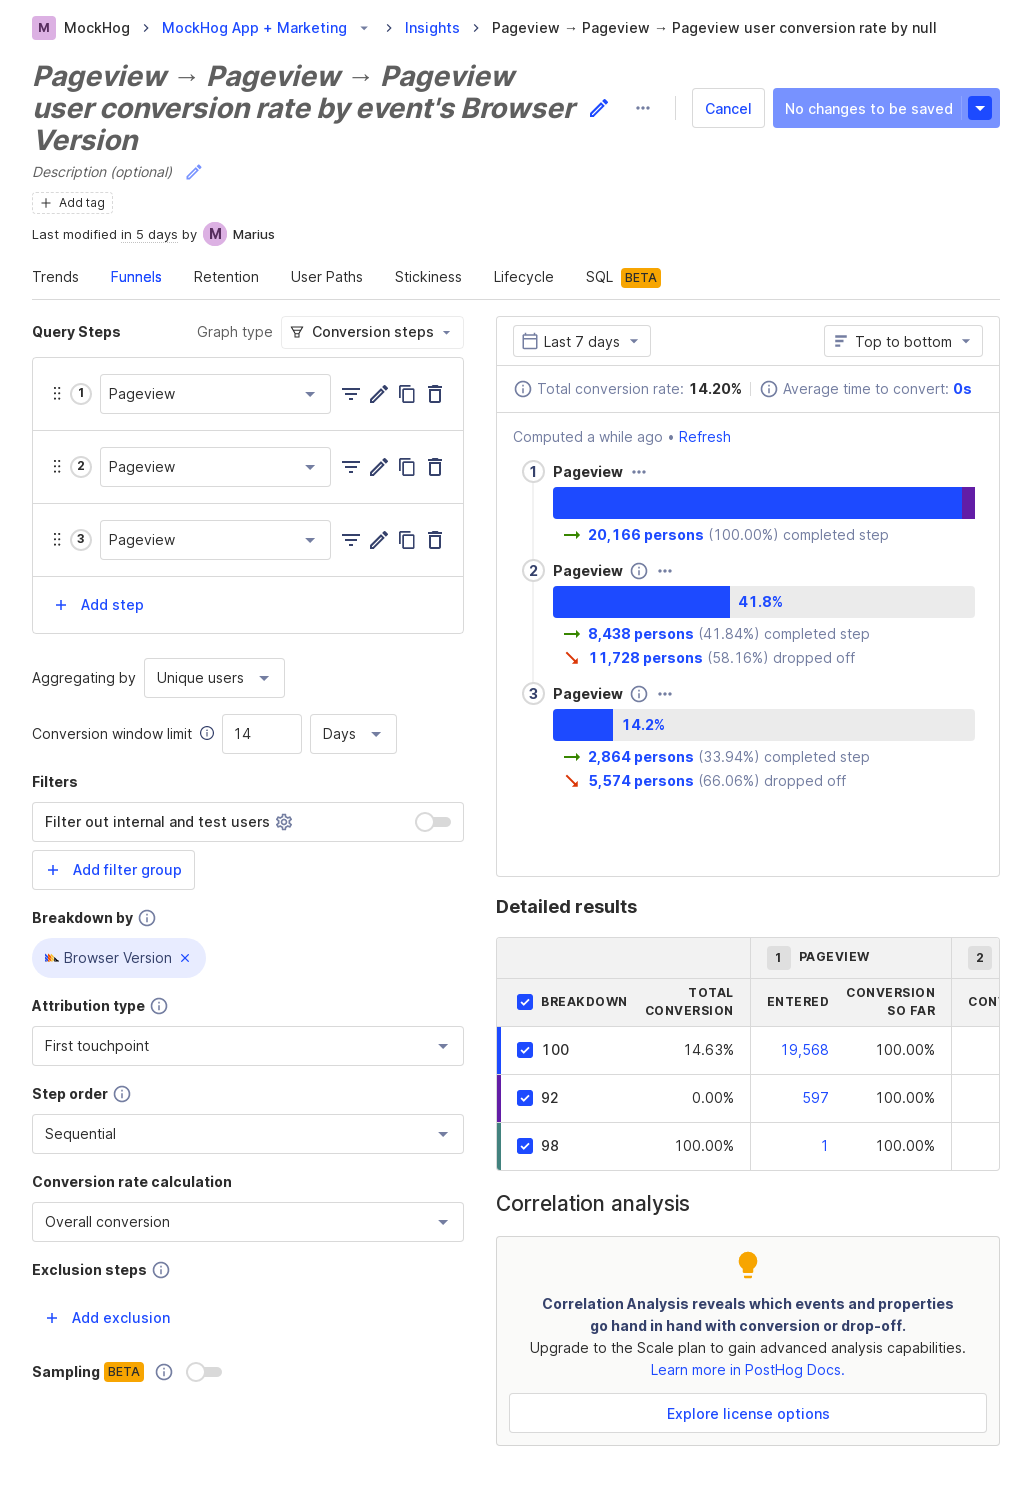 M MockHog > MockHog App + Marketing > Insights > Pageview → Pageview → Pageview user conversion rate by null
Pageview → Pageview → Pageview
user conversion rate by event's Browser
Version
Cancel
No changes to be saved
Description (optional)
Add tag
Last modified in 5 days by M Marius
Trends Funnels Retention User Paths Stickiness Lifecycle SQL BETA
Query Steps
Graph type Conversion steps
1 Pageview
2 Pageview
3 Pageview
+ Add step
Aggregating by Unique users
Conversion window limit 14 Days
Filters
Filter out internal and test users
+ Add filter group
Breakdown by
Browser Version
Attribution type
First touchpoint
Step order
Sequential
Conversion rate calculation
Overall conversion
Exclusion steps
+ Add exclusion
Sampling BETA
Last 7 days
Top to bottom
Total conversion rate: 14.20% Average time to convert: 0s
Computed a while ago • Refresh
1 Pageview
→ 20,166 persons (100.00%) completed step
2 Pageview
41.8%
→ 8,438 persons (41.84%) completed step
11,728 persons (58.16%) dropped off
3 Pageview
14.2%
→ 2,864 persons (33.94%) completed step
5,574 persons (66.06%) dropped off
Detailed results
1 PAGEVIEW 2
BREAKDOWN TOTAL CONVERSION ENTERED CONVERSION SO FAR
100 14.63% 19,568 100.00%
92 0.00% 597 100.00%
98 100.00% 1 100.00%
Correlation analysis
Correlation Analysis reveals which events and properties
go hand in hand with conversion or drop-off.
Upgrade to the Scale plan to gain advanced analysis capabilities.
Learn more in PostHog Docs.
Explore license options